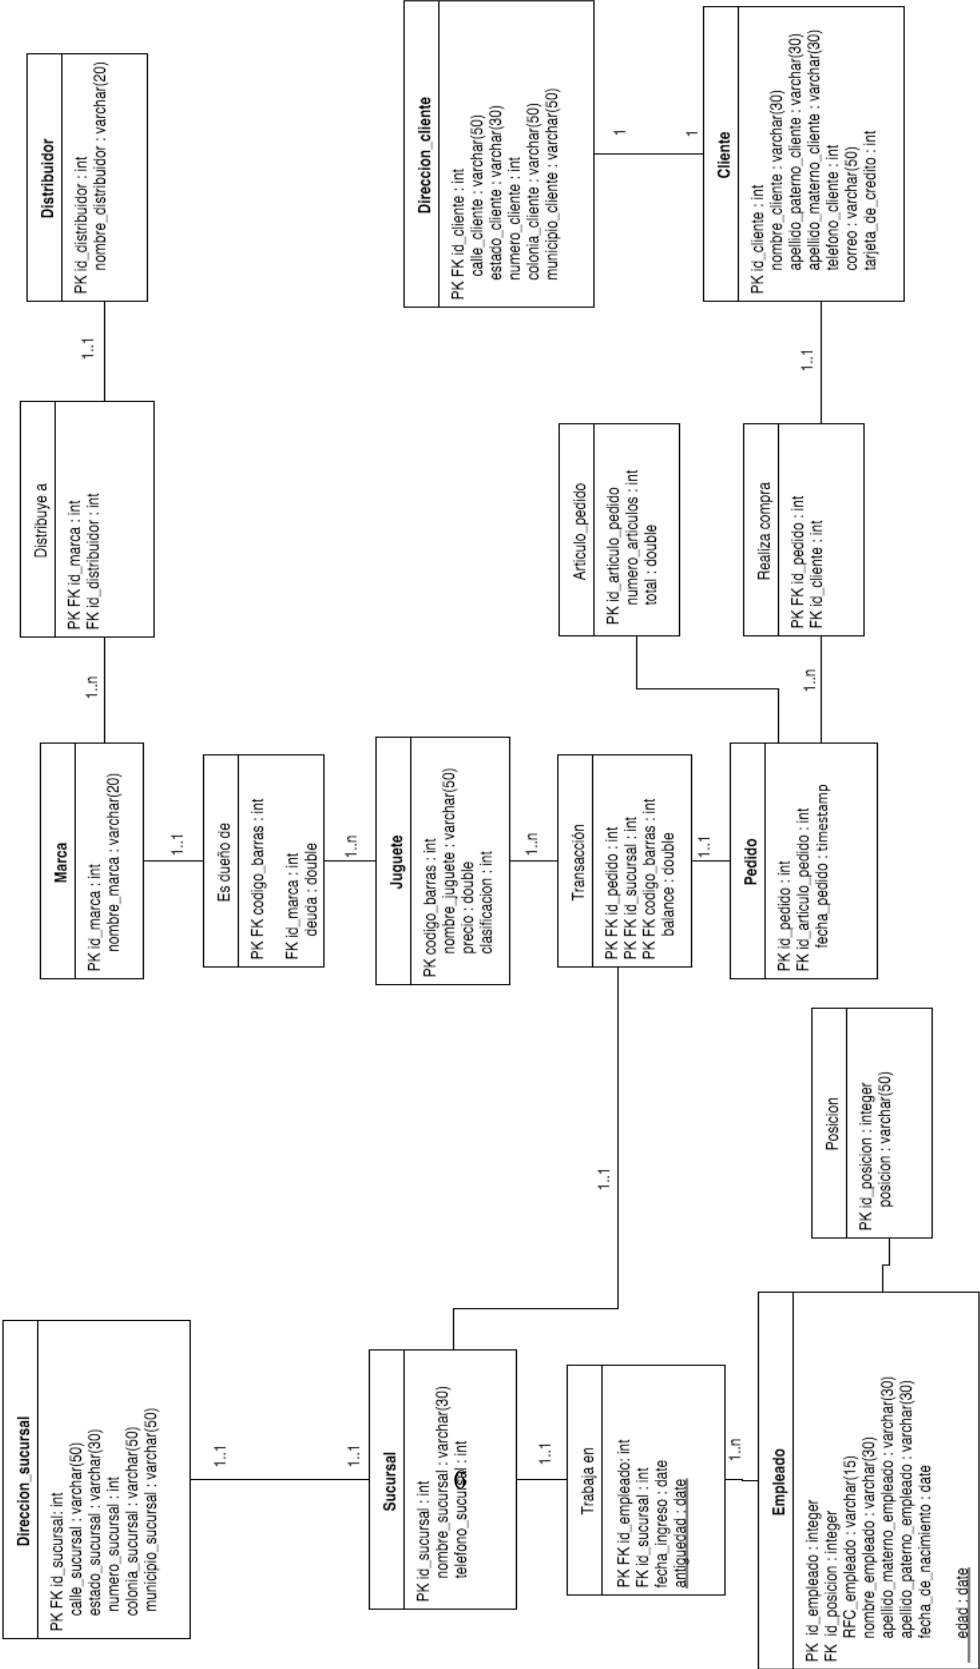 Direccion_sucursal
PK FK id_sucursal: int
calle_sucursal : varchar(50)
estado_sucursal : varchar(30)
numero_sucursal : int
colonia_sucursal : varchar(50)
municipio_sucursal : varchar(50)
1..1
1..1
Sucursal
PK id_sucursal : int
nombre_sucursal : varchar(30)
telefono_sucursal : int
1..1
Trabaja en
PK FK id_empleado: int
FK id_sucursal : int
fecha_ingreso : date
antiguedad : date
1..n
Empleado
PK id_empleado : integer
FK id_posicion : integer
RFC_empleado : varchar(15)
nombre_empleado : varchar(30)
apellido_materno_empleado : varchar(30)
apellido_paterno_empleado : varchar(30)
fecha_de_nacimiento : date
edad : date
Posicion
PK id_posicion : integer
posicion : varchar(50)
1..1
Marca
PK id_marca : int
nombre_marca : varchar(20)
1..1
Es dueño de
PK FK codigo_barras : int
FK id_marca : int
deuda : double
1..n
Juguete
PK codigo_barras : int
nombre_juguete : varchar(50)
precio : double
clasificacion : int
1..n
Transacción
PK FK id_pedido : int
PK FK id_sucursal : int
PK FK codigo_barras : int
balance : double
1..1
Pedido
PK id_pedido : int
FK id_articulo_pedido : int
fecha_pedido : timestamp
1..n
Distribuye a
PK FK id_marca : int
FK id_distribuidor : int
1..1
Distribuidor
PK id_distribuidor : int
nombre_distribuidor : varchar(20)
Articulo_pedido
PK id_articulo_pedido
numero_articulos : int
total : double
1..n
Realiza compra
PK FK id_pedido : int
FK id_cliente : int
1..1
Direccion_cliente
PK FK id_cliente : int
calle_cliente : varchar(50)
estado_cliente : varchar(30)
numero_cliente : int
colonia_cliente : varchar(50)
municipio_cliente : varchar(50)
1
1
Cliente
PK id_cliente : int
nombre_cliente : varchar(30)
apellido_paterno_cliente : varchar(30)
apellido_materno_cliente : varchar(30)
telefono_cliente : int
correo : varchar(50)
tarjeta_de_credito : int